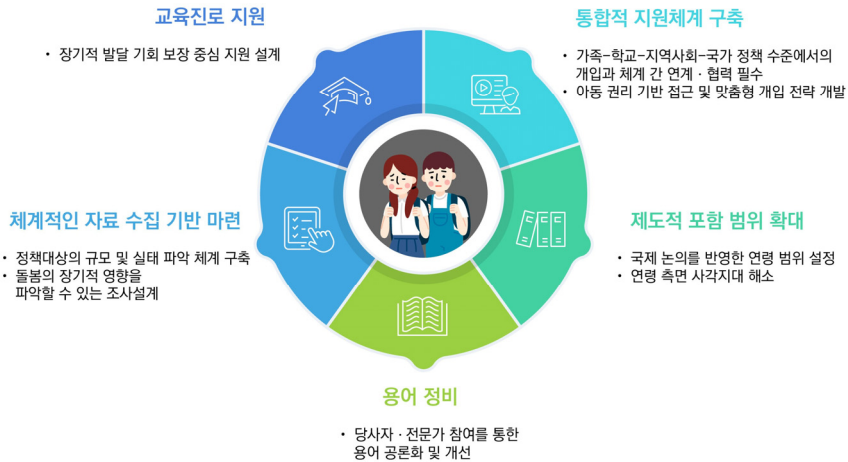 교육진로 지원
• 장기적 발달 기회 보장 중심 지원 설계
통합적 지원체계 구축
• 가족-학교-지역사회-국가 정책 수준에서의
개입과 체계 간 연계 · 협력 필수
• 아동 권리 기반 접근 및 맞춤형 개입 전략 개발
체계적인 자료 수집 기반 마련
• 정책대상의 규모 및 실태 파악 체계 구축
• 돌봄의 장기적 영향을
파악할 수 있는 조사설계
제도적 포함 범위 확대
• 국제 논의를 반영한 연령 범위 설정
• 연령 측면 사각지대 해소
용어 정비
• 당사자 · 전문가 참여를 통한
용어 공론화 및 개선